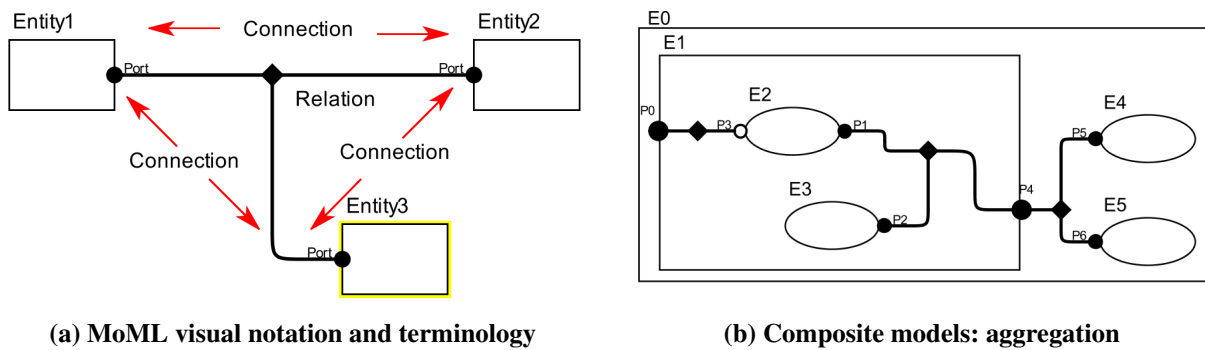 Entity1
Connection
Entity2
Port
Port
Relation
Connection
Connection
Entity3
Port
(a) MoML visual notation and terminology
E0
E1
E2
E4
P0
P3
P1
P5
E3
P4
E5
P2
P6
(b) Composite models: aggregation